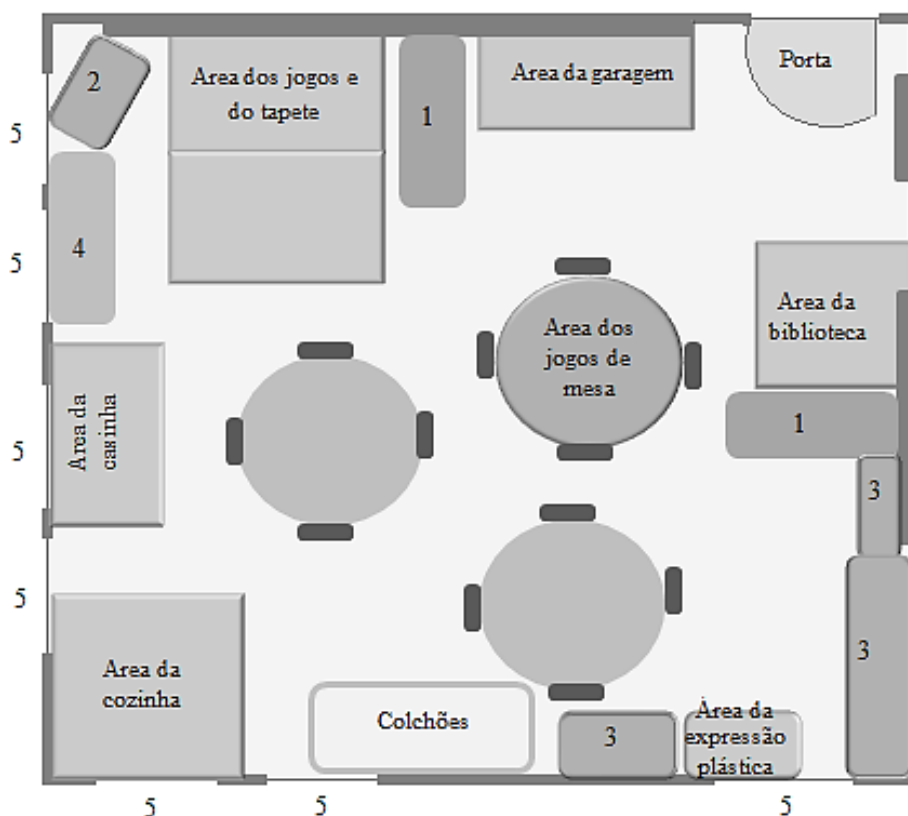 Area dos jogos e
do tapete
Area da garagem
Porta
2
1
5
4
5
Area da
biblioteca
Area dos
jogos de
mesa
Area da
casinha
1
5
3
5
3
Area da
cozinha
Colchões
3
Área da
expressão
plástica
5
5
5